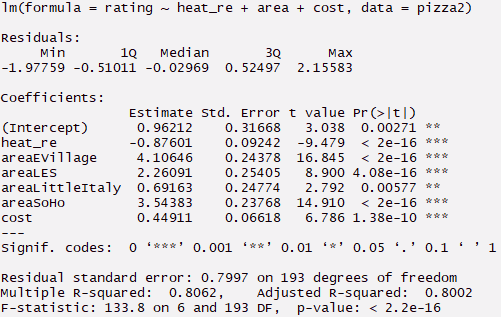 lm(formula = rating ~ heat_re + area + cost, data = pizza2)
Residuals:
Min 1Q Median 3Q Max
-1.97759 -0.51011 -0.02969 0.52497 2.15583
Coefficients:
Estimate Std. Error t value Pr(>|t|)
(Intercept) 0.96212 0.31668 3.038 0.00271 **
heat_re -0.87601 0.09242 -9.479 < 2e-16 ***
areaEVillage 4.10646 0.24378 16.845 < 2e-16 ***
areaLES 2.26091 0.25405 8.900 4.08e-16 ***
areaLittleItaly 0.69163 0.24774 2.792 0.00577 **
areaSoHo 3.54383 0.23768 14.910 < 2e-16 ***
cost 0.44911 0.06618 6.786 1.38e-10 ***
---
Signif. codes: 0 ‘***’ 0.001 ‘**’ 0.01 ‘*’ 0.05 ‘.’ 0.1 ‘ ’ 1
Residual standard error: 0.7997 on 193 degrees of freedom
Multiple R-squared: 0.8062, Adjusted R-squared: 0.8002
F-statistic: 133.8 on 6 and 193 DF, p-value: < 2.2e-16